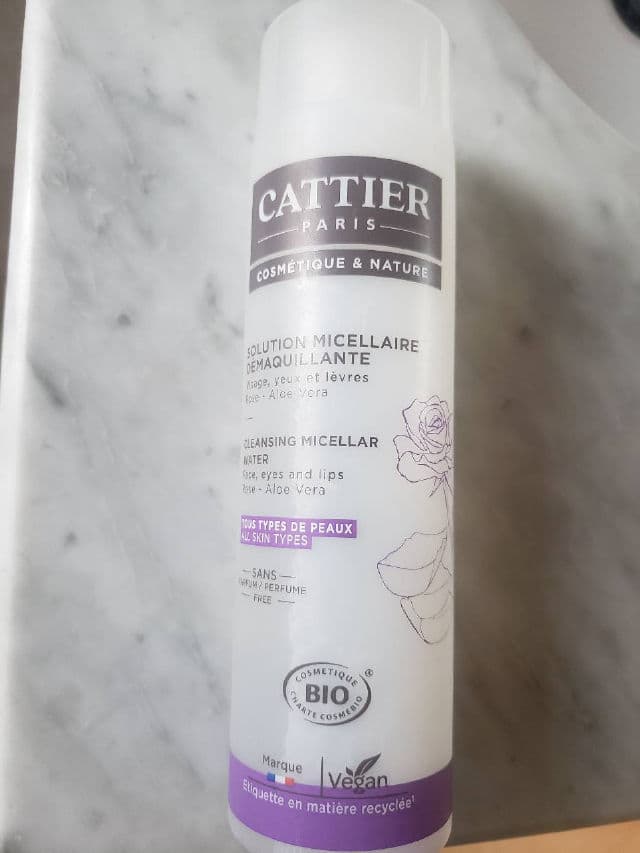 CATTIER
PARIS
COSMÉTIQUE & NATURE
SOLUTION MICELLAIRE
DÉMAQUILLANTE
Visage, yeux et lèvres
Rose - Aloe Vera
CLEANSING MICELLAR
WATER
Face, eyes and lips
Rose - Aloe Vera
TOUS TYPES DE PEAUX
ALL SKIN TYPES
SANS
PARFUM / PERFUME
FREE
COSMETIQUE ®
BIO
CHARTE COSMEBIO
Marque
Vegan
Etiquette en matière recyclée¹